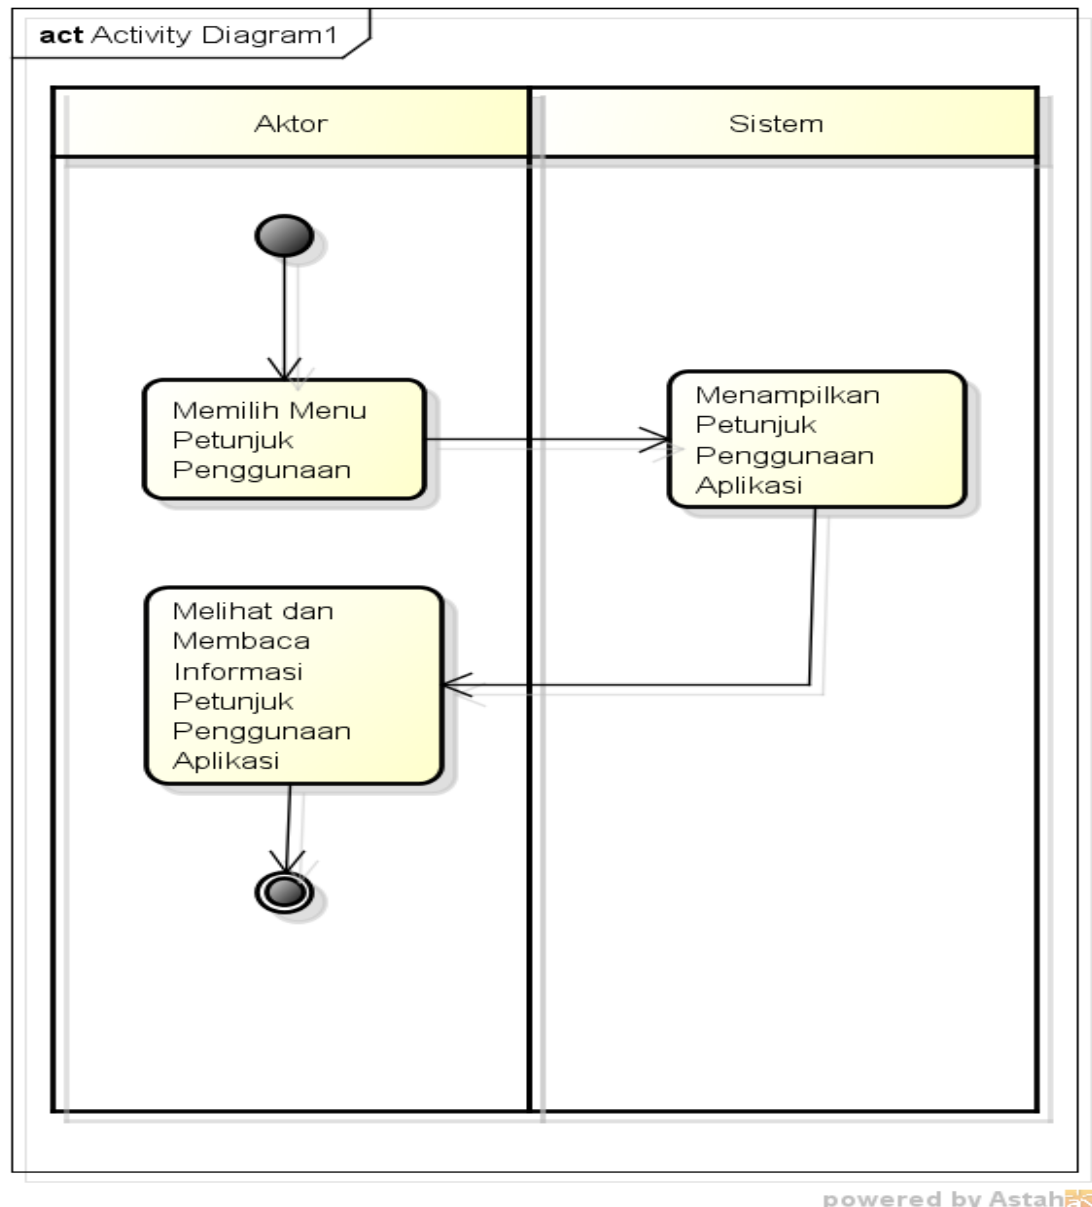 act Activity Diagram1
Aktor
Sistem
Memilih Menu
Petunjuk
Penggunaan
Menampilkan
Petunjuk
Penggunaan
Aplikasi
Melihat dan
Membaca
Informasi
Petunjuk
Penggunaan
Aplikasi
powered by Astah